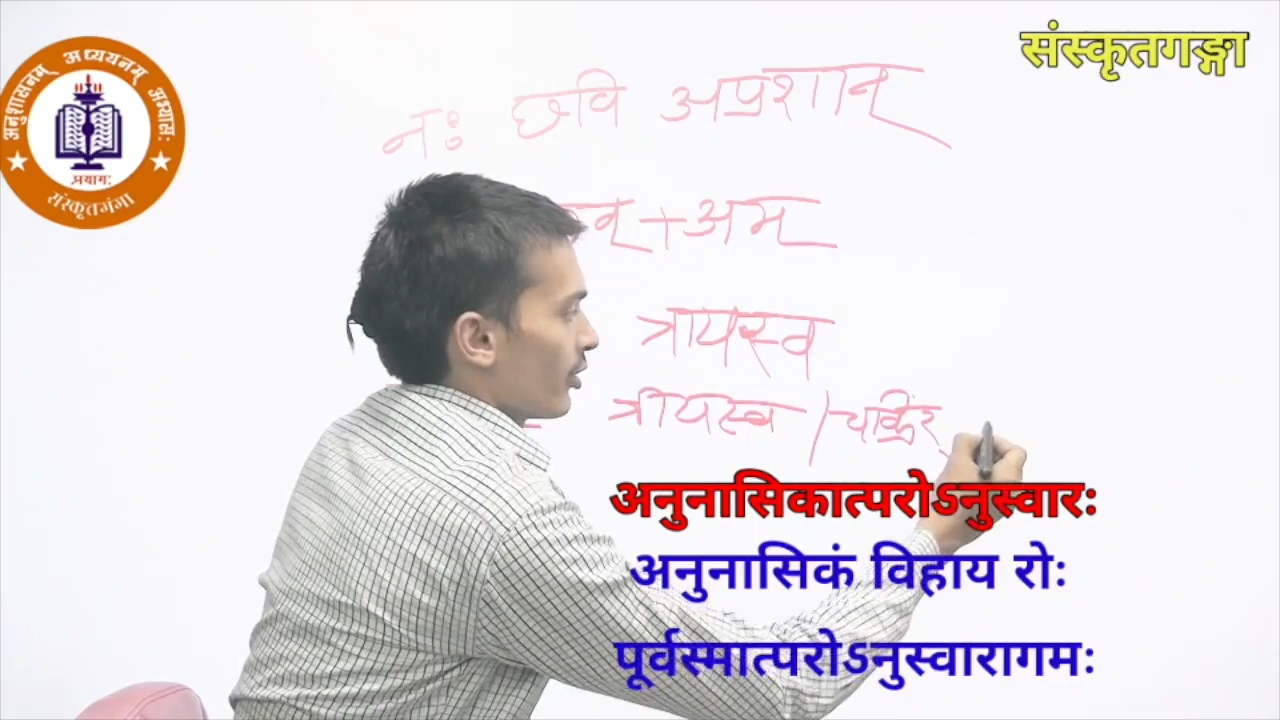 संस्कृतगङ्गा
अनुशासनम् अध्ययनम् अभ्यासः
प्रयागः
संस्कृतगंगा
नः छवि अप्रशान्
+अम्
त्रायस्व
त्रायस्व /
अनुनासिकात्परोऽनुस्वारः
अनुनासिकं विहाय रोः
पूर्वस्मात्परोऽनुस्वारागमः